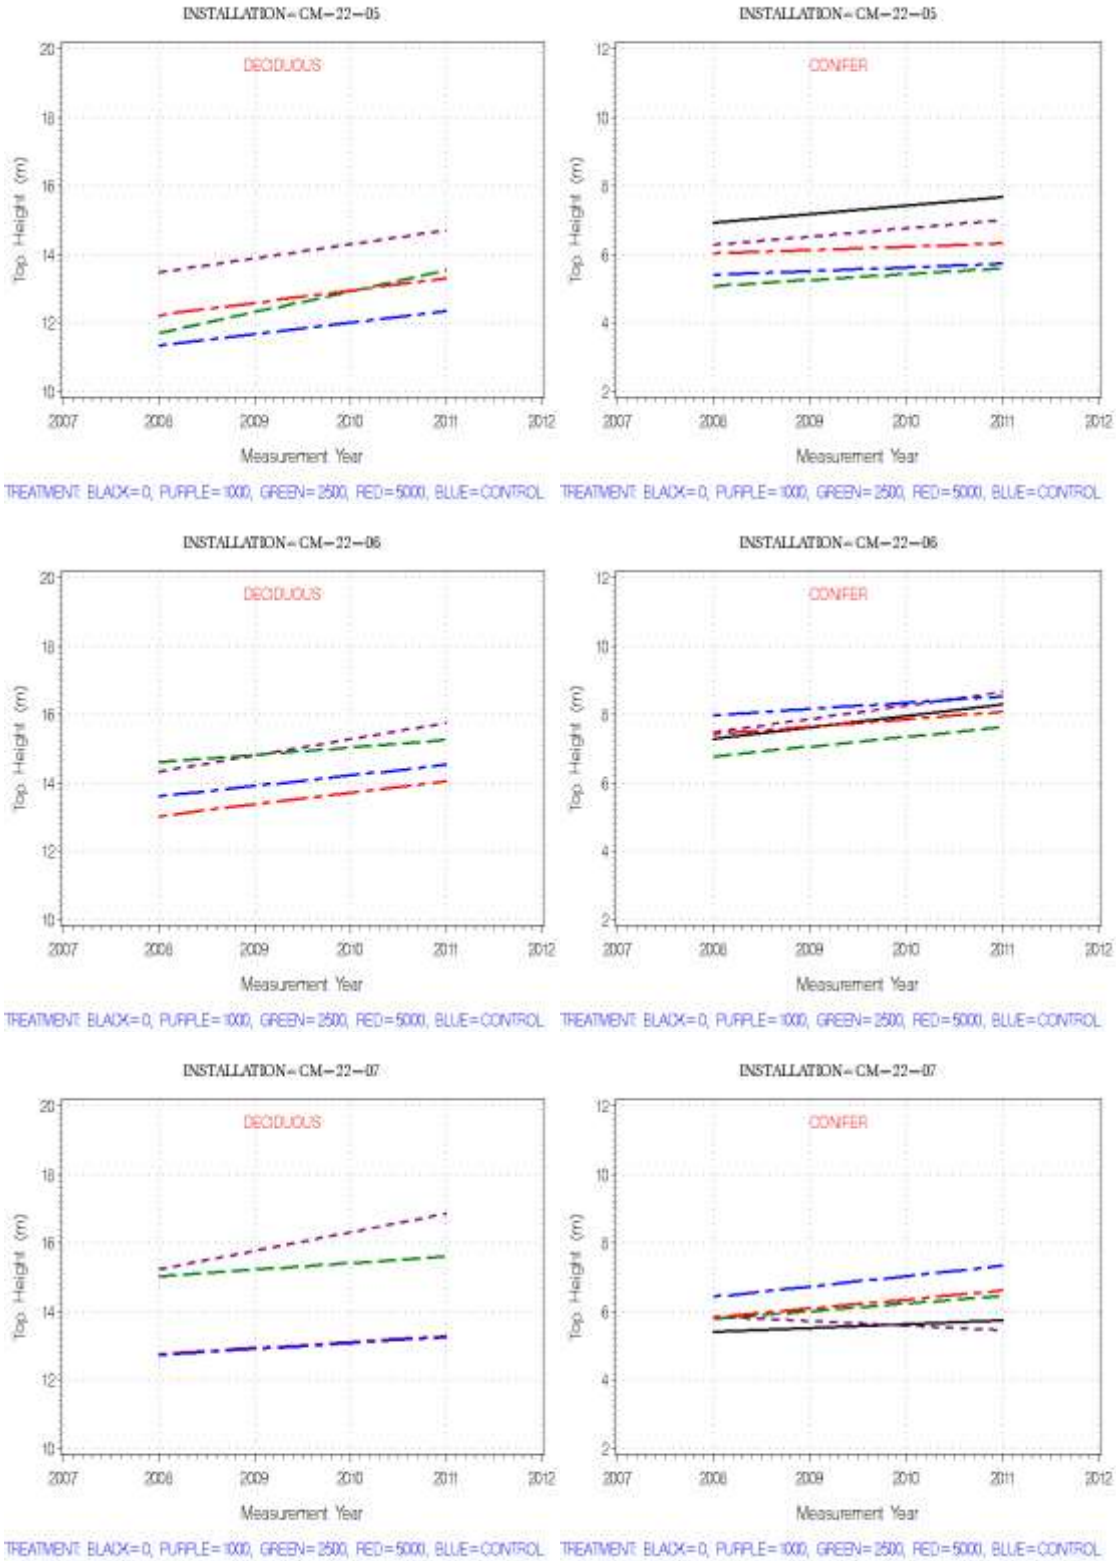 INSTALLATION=CM-22-05
DECIDUOUS
Top Height (m)
20
18
16
14
12
10
2007 2008 2009 2010 2011 2012
Measurement Year
TREATMENT: BLACK=0, PURPLE=1000, GREEN=2500, RED=5000, BLUE=CONTROL
INSTALLATION=CM-22-05
CONIFER
Top Height (m)
12
10
8
6
4
2
2007 2008 2009 2010 2011 2012
Measurement Year
TREATMENT: BLACK=0, PURPLE=1000, GREEN=2500, RED=5000, BLUE=CONTROL
INSTALLATION=CM-22-06
DECIDUOUS
Top Height (m)
20
18
16
14
12
10
2007 2008 2009 2010 2011 2012
Measurement Year
TREATMENT: BLACK=0, PURPLE=1000, GREEN=2500, RED=5000, BLUE=CONTROL
INSTALLATION=CM-22-06
CONIFER
Top Height (m)
12
10
8
6
4
2
2007 2008 2009 2010 2011 2012
Measurement Year
TREATMENT: BLACK=0, PURPLE=1000, GREEN=2500, RED=5000, BLUE=CONTROL
INSTALLATION=CM-22-07
DECIDUOUS
Top Height (m)
20
18
16
14
12
10
2007 2008 2009 2010 2011 2012
Measurement Year
TREATMENT: BLACK=0, PURPLE=1000, GREEN=2500, RED=5000, BLUE=CONTROL
INSTALLATION=CM-22-07
CONIFER
Top Height (m)
12
10
8
6
4
2
2007 2008 2009 2010 2011 2012
Measurement Year
TREATMENT: BLACK=0, PURPLE=1000, GREEN=2500, RED=5000, BLUE=CONTROL